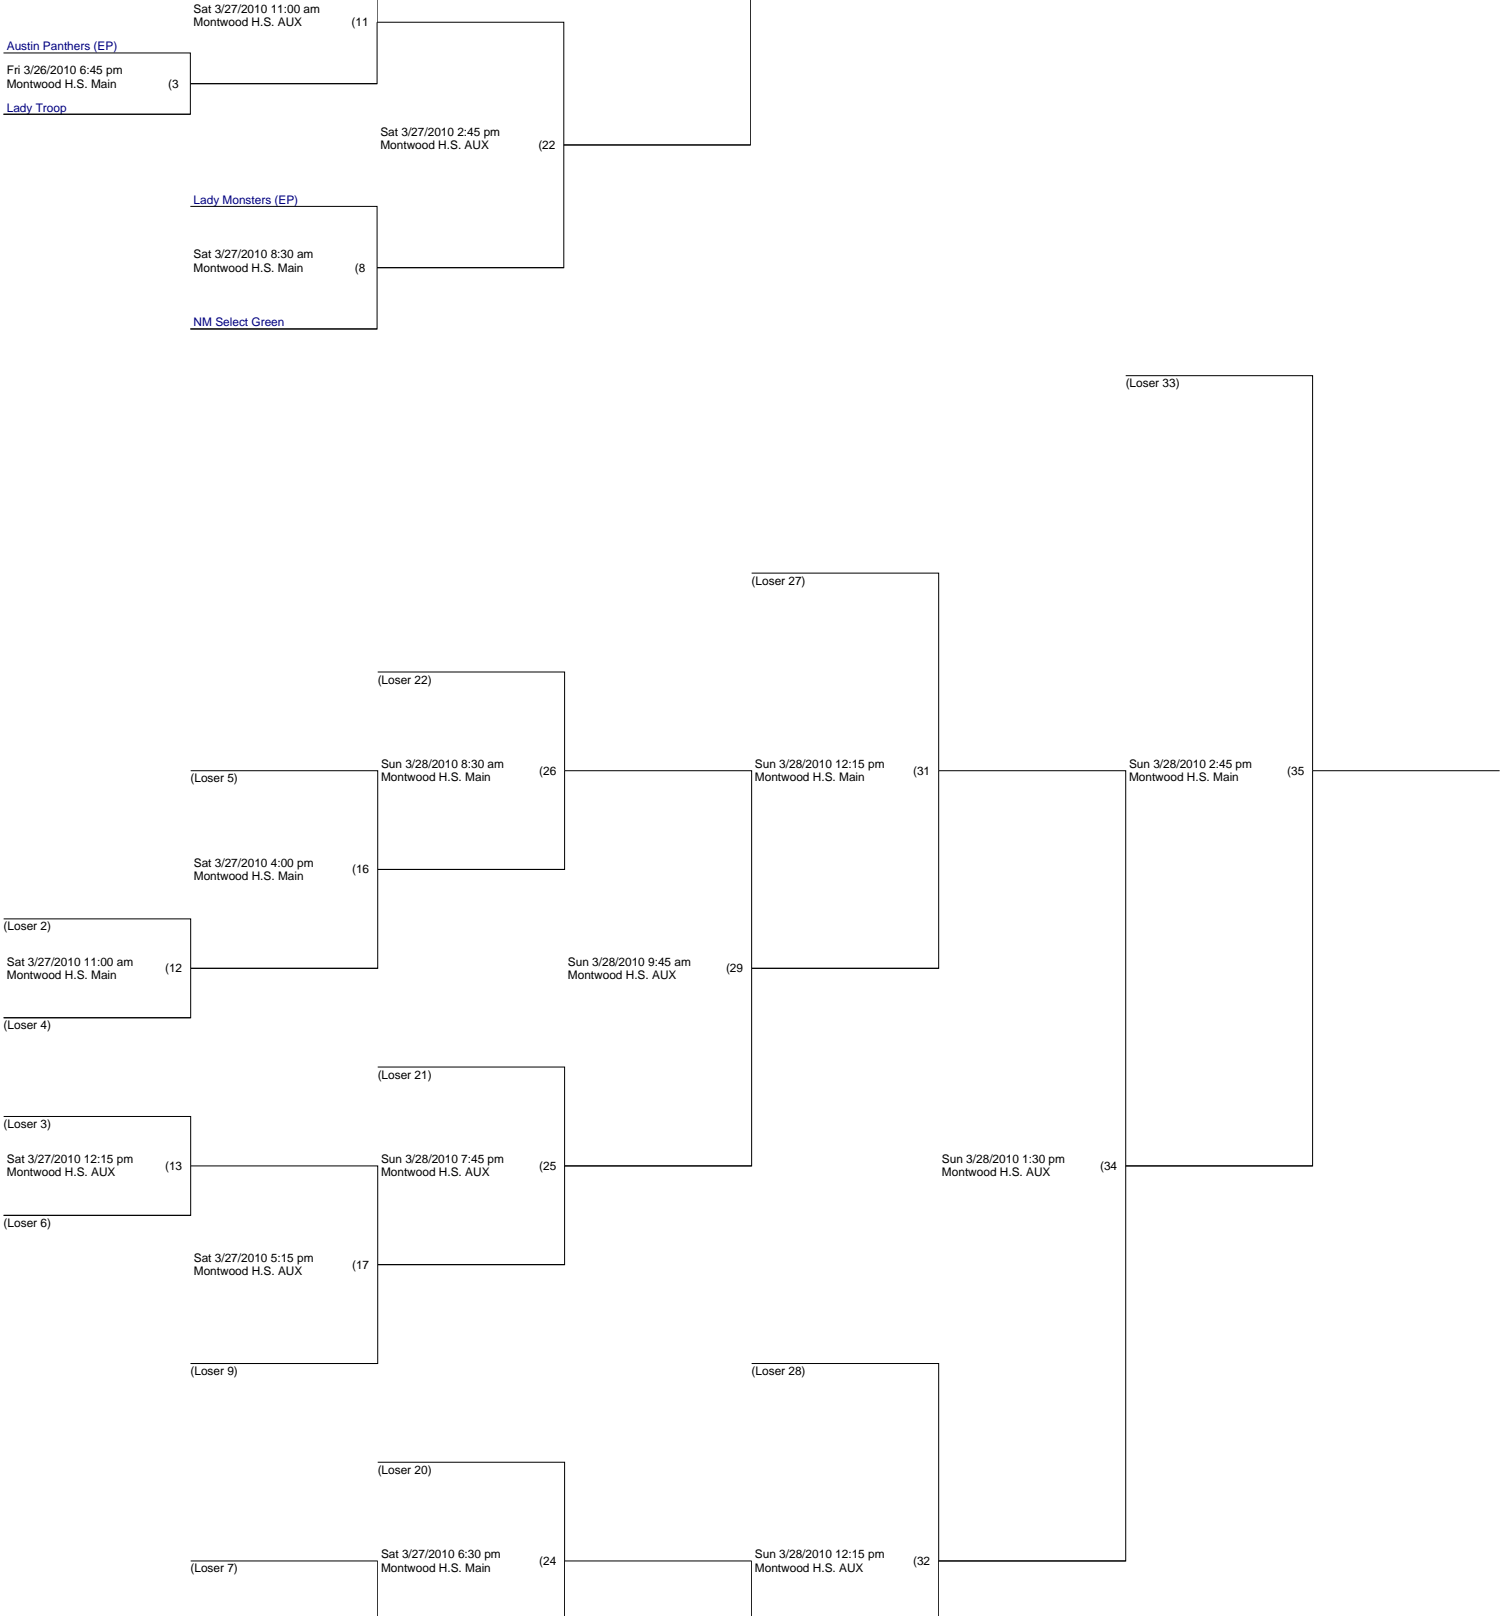 Sat 3/27/2010 11:00 am
Montwood H.S. AUX (11
Austin Panthers (EP)
Fri 3/26/2010 6:45 pm
Montwood H.S. Main (3
Lady Troop
Sat 3/27/2010 2:45 pm
Montwood H.S. AUX (22
Lady Monsters (EP)
Sat 3/27/2010 8:30 am
Montwood H.S. Main (8
NM Select Green
(Loser 33)
(Loser 27)
(Loser 22)
Sun 3/28/2010 8:30 am
Montwood H.S. Main (26
Sun 3/28/2010 12:15 pm
Montwood H.S. Main (31
Sun 3/28/2010 2:45 pm
Montwood H.S. Main (35
(Loser 5)
Sat 3/27/2010 4:00 pm
Montwood H.S. Main (16
(Loser 2)
Sat 3/27/2010 11:00 am
Montwood H.S. Main (12
Sun 3/28/2010 9:45 am
Montwood H.S. AUX (29
(Loser 4)
(Loser 21)
(Loser 3)
Sat 3/27/2010 12:15 pm
Montwood H.S. AUX (13
Sun 3/28/2010 7:45 pm
Montwood H.S. AUX (25
Sun 3/28/2010 1:30 pm
Montwood H.S. AUX (34
(Loser 6)
Sat 3/27/2010 5:15 pm
Montwood H.S. AUX (17
(Loser 9)
(Loser 28)
(Loser 20)
(Loser 7)
Sat 3/27/2010 6:30 pm
Montwood H.S. Main (24
Sun 3/28/2010 12:15 pm
Montwood H.S. AUX (32